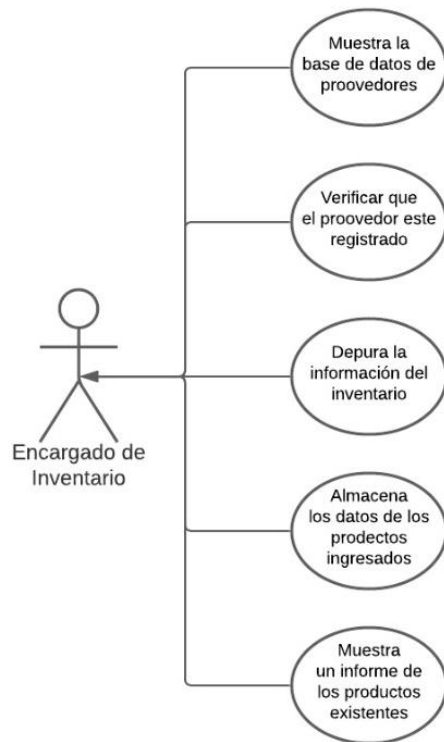 Muestra la
base de datos de
proovedores
Verificar que
el proovedor este
registrado
Depura la
información del
inventario
Encargado de
Inventario
Almacena
los datos de los
prodectos
ingresados
Muestra
un informe de
los productos
existentes